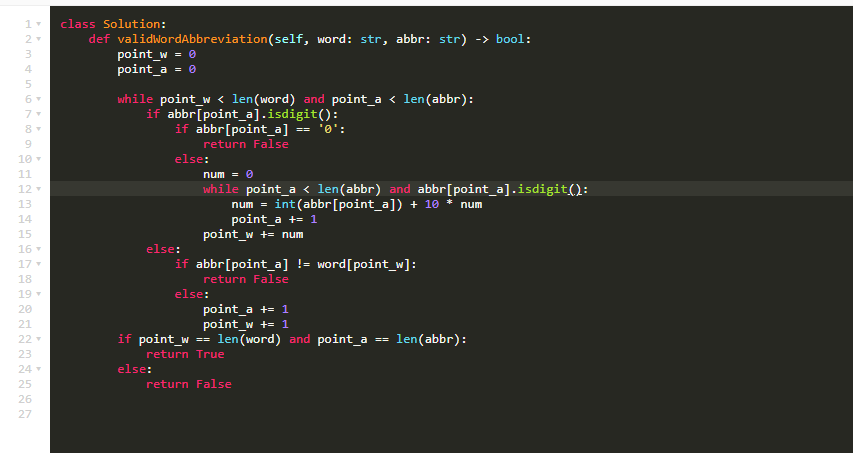 1 class Solution:
2     def validWordAbbreviation(self, word: str, abbr: str) -> bool:
3         point_w = 0
4         point_a = 0
5
6         while point_w < len(word) and point_a < len(abbr):
7             if abbr[point_a].isdigit():
8                 if abbr[point_a] == '0':
9                     return False
10                 else:
11                     num = 0
12                     while point_a < len(abbr) and abbr[point_a].isdigit():
13                         num = int(abbr[point_a]) + 10 * num
14                         point_a += 1
15                     point_w += num
16             else:
17                 if abbr[point_a] != word[point_w]:
18                     return False
19                 else:
20                     point_a += 1
21                     point_w += 1
22         if point_w == len(word) and point_a == len(abbr):
23             return True
24         else:
25             return False
26
27